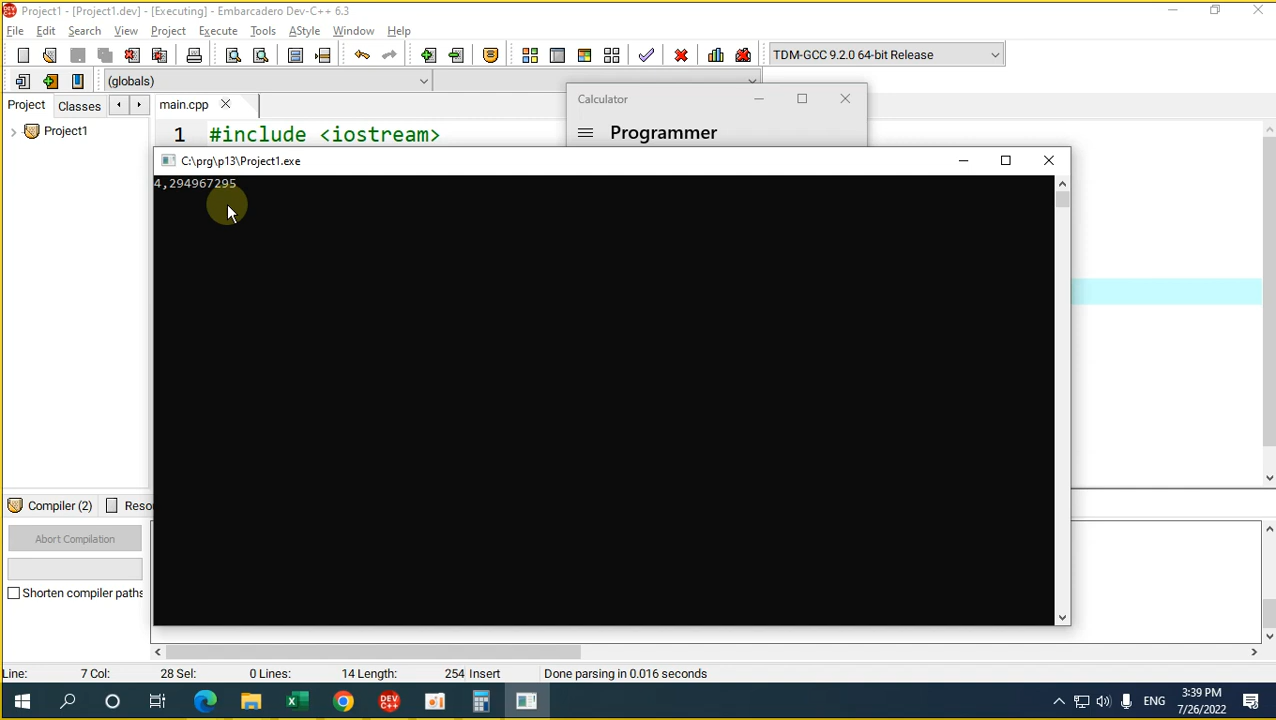 Project1 - [Project1.dev] - [Executing] - Embarcadero Dev-C++ 6.3
File Edit Search View Project Execute Tools AStyle Window Help
TDM-GCC 9.2.0 64-bit Release
(globals)
Project Classes main.cpp
Calculator
Project1
1 #include <iostream>
Programmer
C:\prg\p13\Project1.exe
4,294967295
Compiler (2) Reso
Abort Compilation
Shorten compiler paths
Line: 7 Col: 28 Sel: 0 Lines: 14 Length: 254 Insert Done parsing in 0.016 seconds
DEV C++
ENG
3:39 PM
7/26/2022